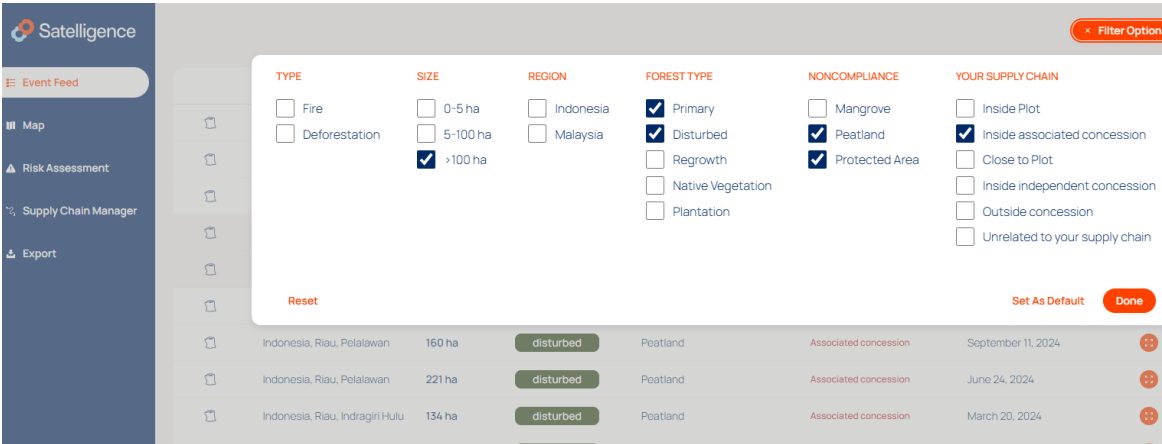 Satelligence
× Filter Option
Event Feed
Map
Risk Assessment
Supply Chain Manager
Export
TYPE
Fire
Deforestation
SIZE
0-5 ha
5-100 ha
>100 ha
REGION
Indonesia
Malaysia
FOREST TYPE
Primary
Disturbed
Regrowth
Native Vegetation
Plantation
NONCOMPLIANCE
Mangrove
Peatland
Protected Area
YOUR SUPPLY CHAIN
Inside Plot
Inside associated concession
Close to Plot
Inside independent concession
Outside concession
Unrelated to your supply chain
Reset
Set As Default
Done
Indonesia, Riau, Pelalawan 160 ha disturbed Peatland Associated concession September 11, 2024
Indonesia, Riau, Pelalawan 221 ha disturbed Peatland Associated concession June 24, 2024
Indonesia, Riau, Indragiri Hulu 134 ha disturbed Peatland Associated concession March 20, 2024